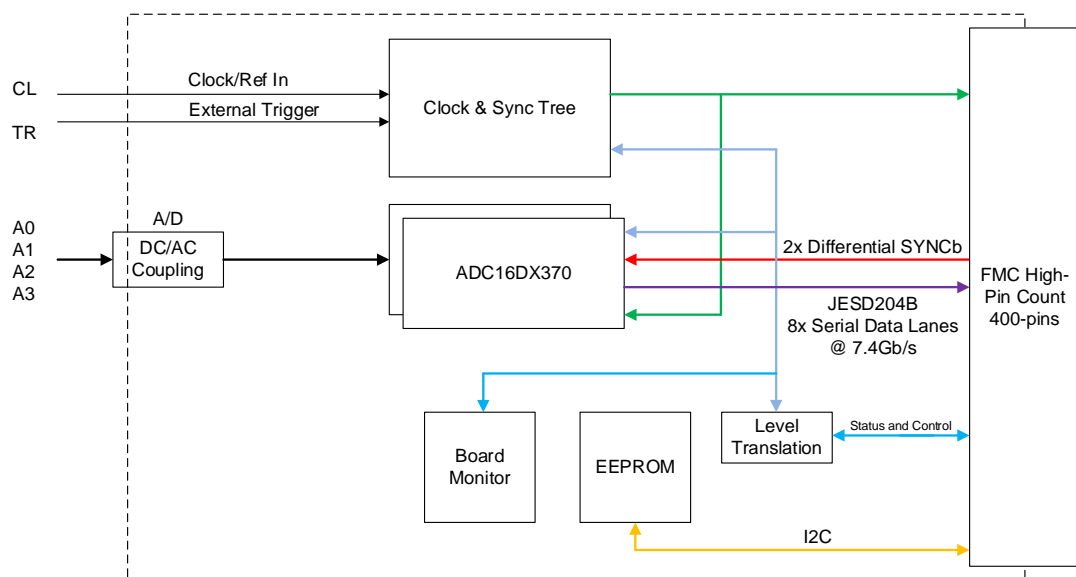 CL
Clock/Ref In
TR
External Trigger
Clock & Sync Tree
A0
A1
A2
A3
A/D
DC/AC
Coupling
ADC16DX370
2x Differential SYNCb
JESD204B
8x Serial Data Lanes
@ 7.4Gb/s
FMC High-
Pin Count
400-pins
Board
Monitor
EEPROM
Level
Translation
Status and Control
I2C